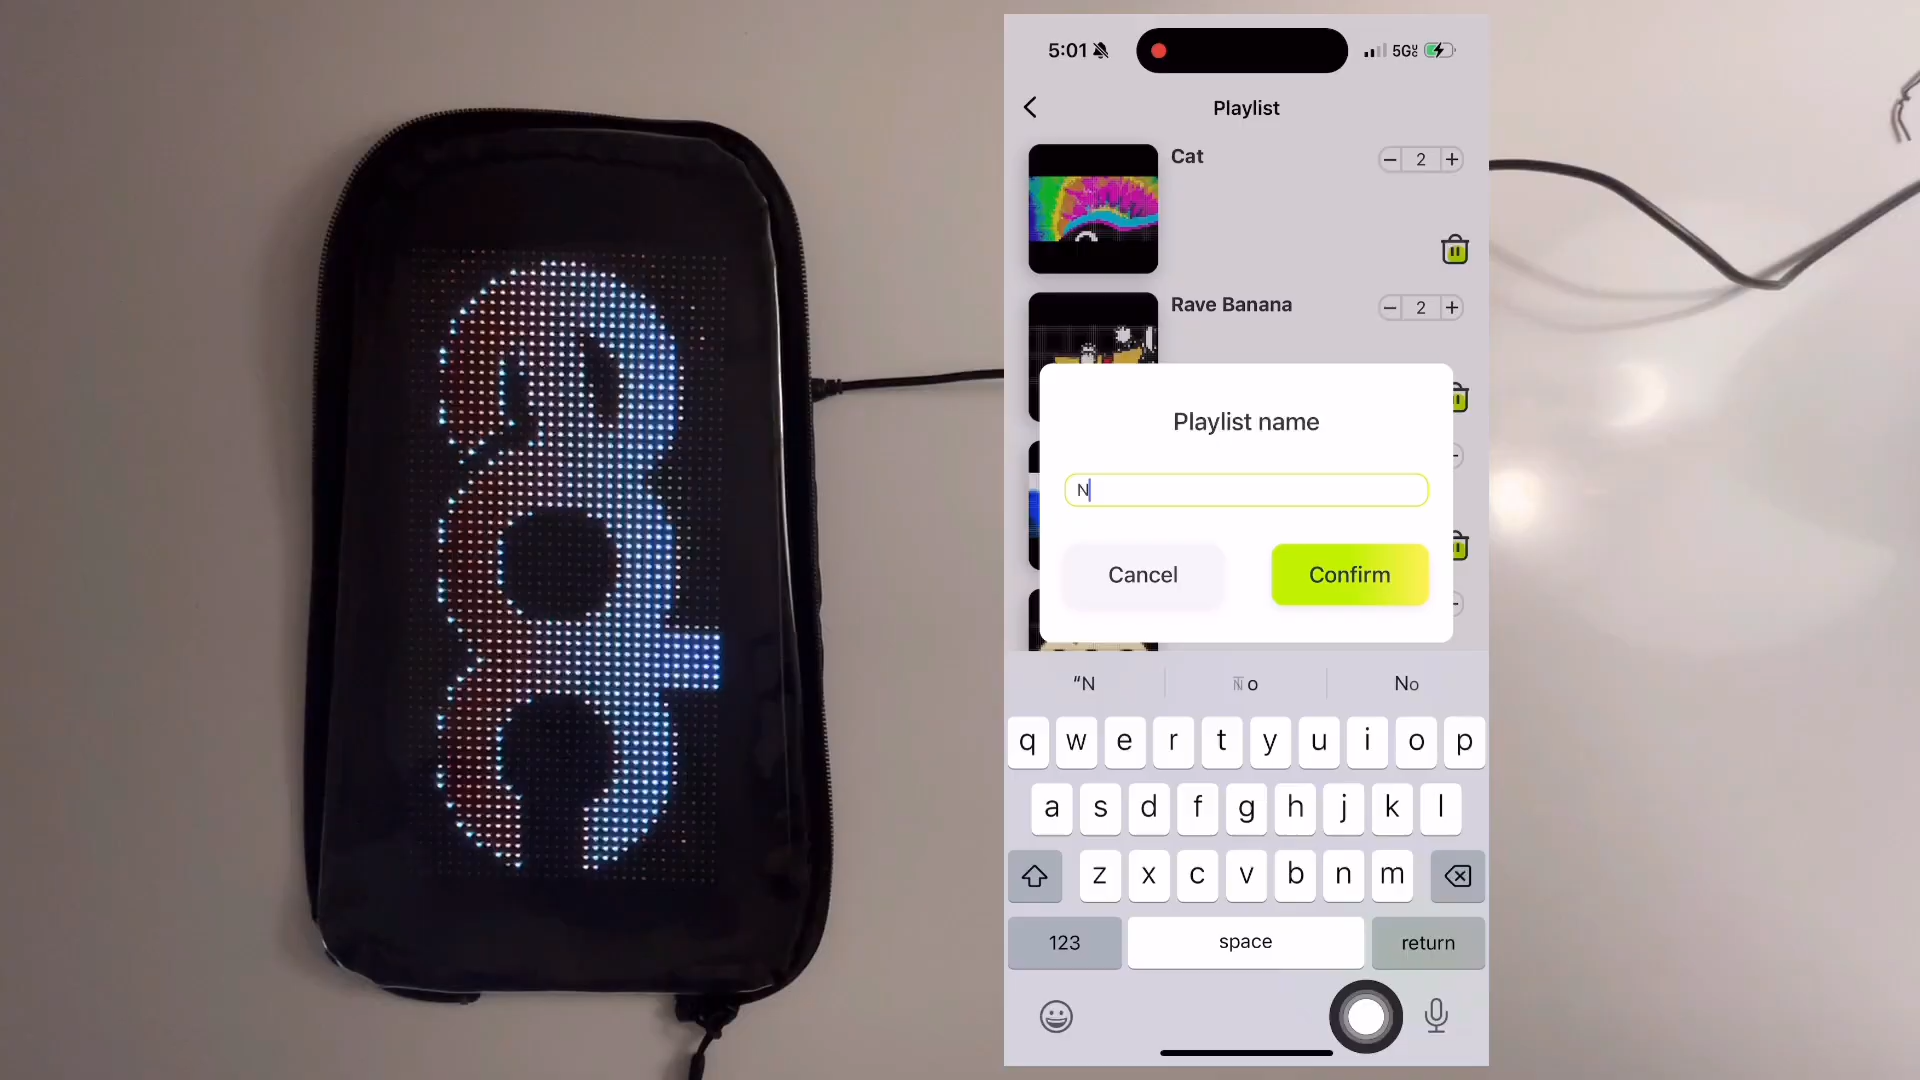 5:01
5G
Playlist
Cat
2
Rave Banana
2
Playlist name
N
Cancel
Confirm
"N
No
q w e r t y u i o p
a s d f g h j k l
z x c v b n m
123
space
return